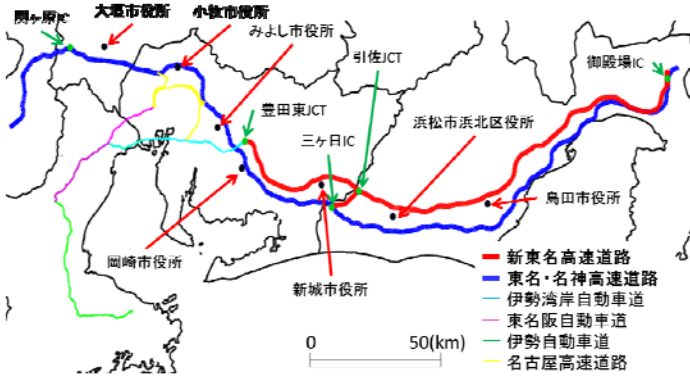 関ヶ原IC
大垣市役所
小牧市役所
みよし市役所
引佐JCT
御殿場IC
豊田東JCT
三ヶ日IC
浜松市浜北区役所
島田市役所
岡崎市役所
新城市役所
新東名高速道路
東名・名神高速道路
伊勢湾岸自動車道
東名阪自動車道
伊勢自動車道
名古屋高速道路
0 50(km)